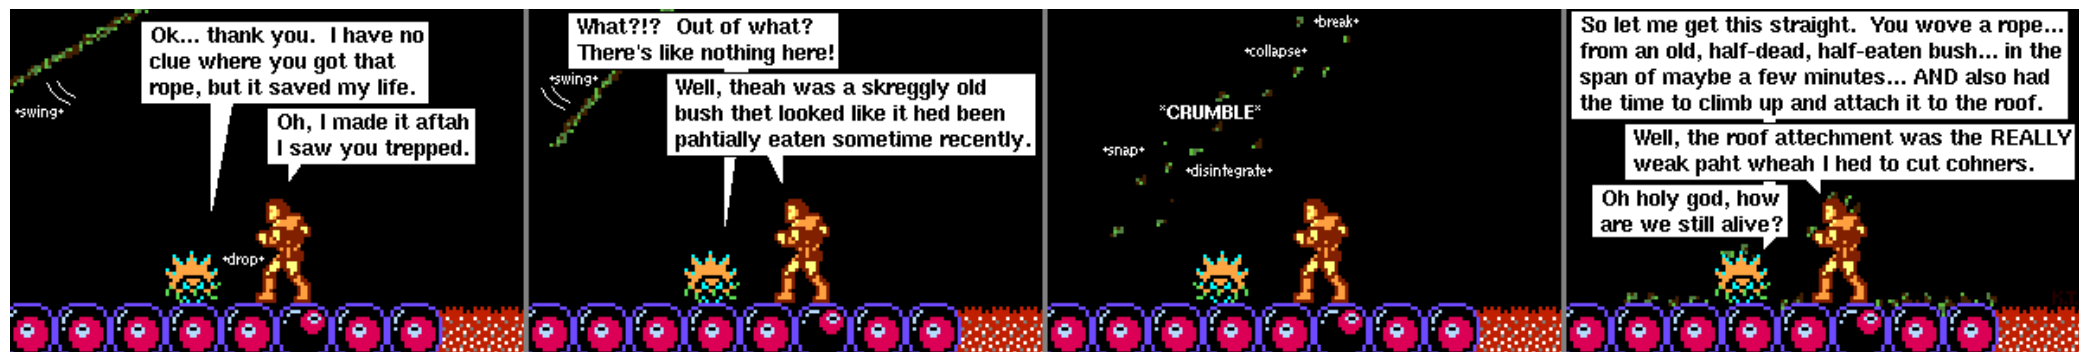 Ok... thank you.  I have no
clue where you got that
rope, but it saved my life.
*swing*
Oh, I made it aftah
I saw you trepped.
*drop*
What?!?  Out of what?
There's like nothing here!
*swing*
Well, theah was a skreggly old
bush thet looked like it hed been
pahtially eaten sometime recently.
*break*
*collapse*
*CRUMBLE*
*snap*
*disintegrate*
So let me get this straight.  You wove a rope...
from an old, half-dead, half-eaten bush... in the
span of maybe a few minutes... AND also had
the time to climb up and attach it to the roof.
Well, the roof attechment was the REALLY
weak paht wheah I hed to cut cohners.
Oh holy god, how
are we still alive?